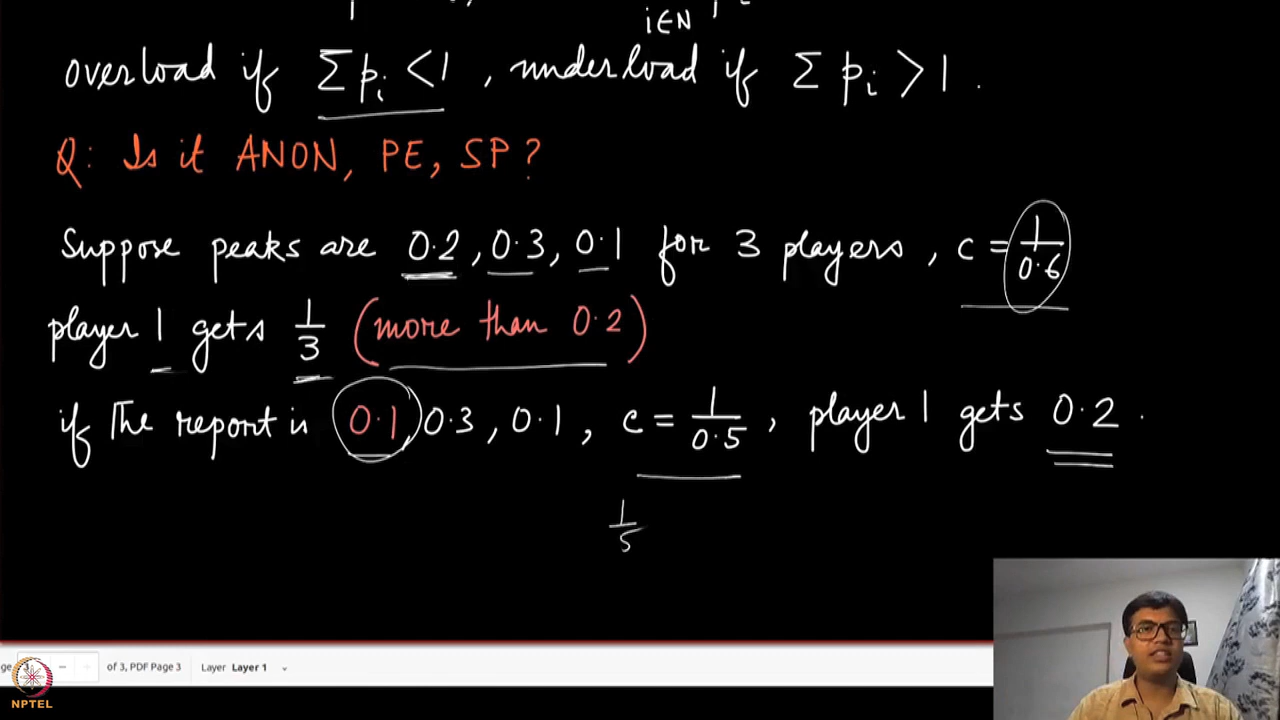 i∈N
overload if Σ pᵢ < 1 , underload if Σ pᵢ > 1 .
Q: Is it ANON, PE, SP?
Suppose peaks are 0.2, 0.3, 0.1 for 3 players, c = 1/0.6
player 1 gets 1/3 (more than 0.2)
if the report is 0.1, 0.3, 0.1, c = 1/0.5, player 1 gets 0.2.
1/5
of 3, PDF Page 3 Layer Layer 1
NPTEL